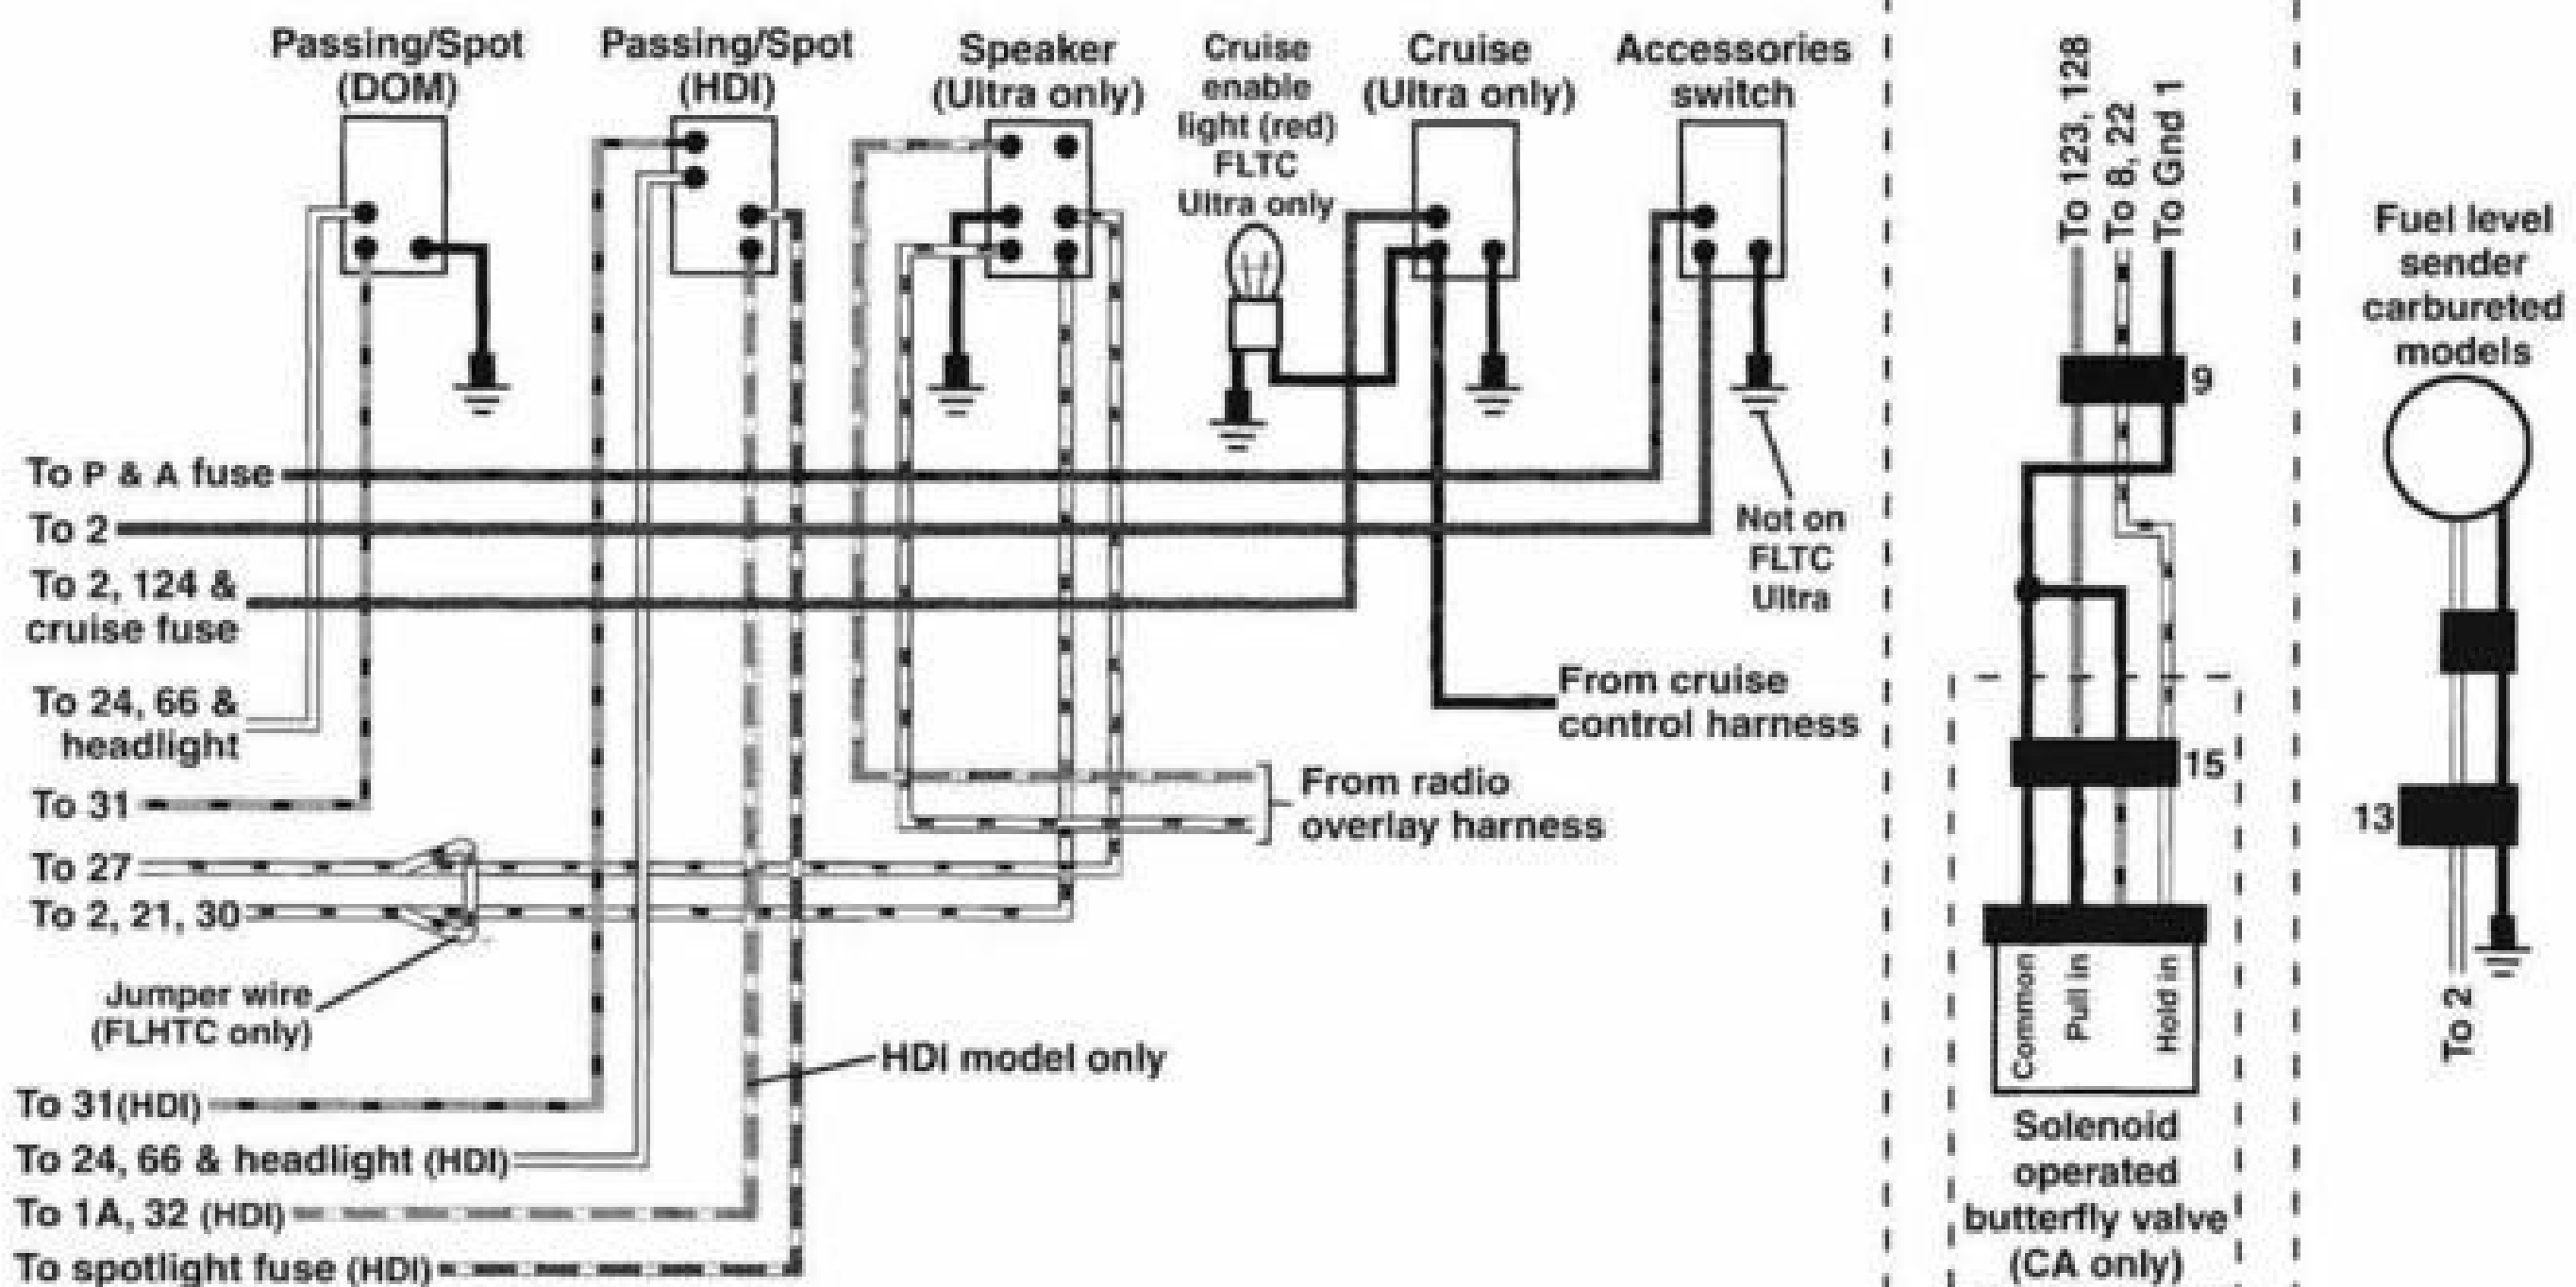 Passing/Spot
(DOM)
Passing/Spot
(HDI)
Speaker
(Ultra only)
Cruise
enable
light (red)
FLTC
Ultra only
Cruise
(Ultra only)
Accessories
switch
To P & A fuse
To 2
To 2, 124 &
cruise fuse
To 24, 66 &
headlight
To 31
To 27
To 2, 21, 30
Jumper wire
(FLHTC only)
To 31(HDI)
To 24, 66 & headlight (HDI)
To 1A, 32 (HDI)
To spotlight fuse (HDI)
HDI model only
From radio
overlay harness
From cruise
control harness
Not on
FLTC
Ultra
To 123, 128
To 8, 22
To Gnd 1
9
15
Common
Pull in
Hold in
Solenoid
operated
butterfly valve
(CA only)
Fuel level
sender
carbureted
models
13
To 2